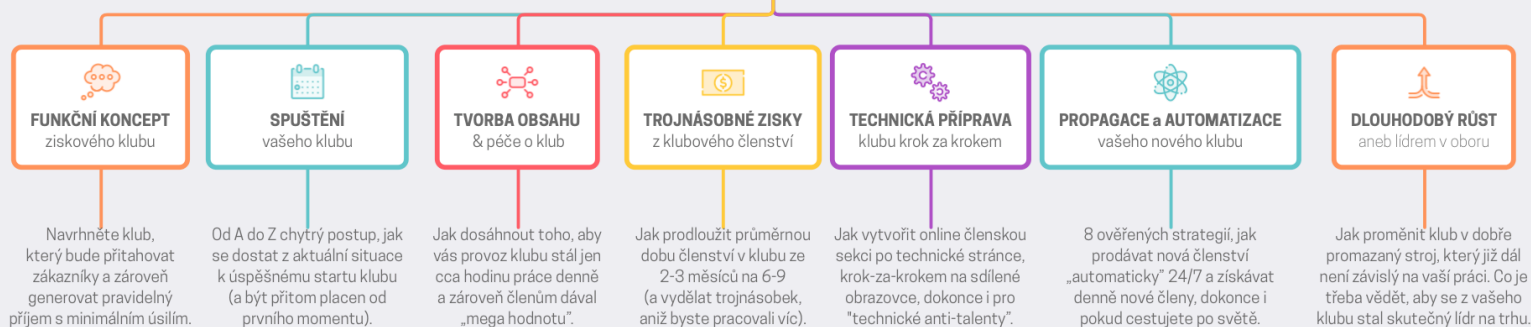 FUNKČNÍ KONCEPT
ziskového klubu
Navrhněte klub,
který bude přitahovat
zákazníky a zároveň
generovat pravidelný
příjem s minimálním úsilím.
SPUŠTĚNÍ
vašeho klubu
Od A do Z chytrý postup, jak
se dostat z aktuální situace
k úspěšnému startu klubu
(a být přitom placen od
prvního momentu).
TVORBA OBSAHU
& péče o klub
Jak dosáhnout toho, aby
vás provoz klubu stál jen
cca hodinu práce denně
a zároveň členům dával
„mega hodnotu”.
TROJNÁSOBNÉ ZISKY
z klubového členství
Jak prodloužit průměrnou
dobu členství v klubu ze
2-3 měsíců na 6-9
(a vydělat trojnásobek,
aniž byste pracovali víc).
TECHNICKÁ PŘÍPRAVA
klubu krok za krokem
Jak vytvořit online členskou
sekci po technické stránce,
krok-za-krokem na sdílené
obrazovce, dokonce i pro
"technické anti-talenty”.
PROPAGACE a AUTOMATIZACE
vašeho nového klubu
8 ověřených strategií, jak
prodávat nová členství
„automaticky” 24/7 a získávat
denně nové členy, dokonce i
pokud cestujete po světě.
DLOUHODOBÝ RŮST
aneb lídrem v oboru
Jak proměnit klub v dobře
promazaný stroj, který již dál
není závislý na vaší práci. Co je
třeba vědět, aby se z vašeho
klubu stal skutečný lídr na trhu.